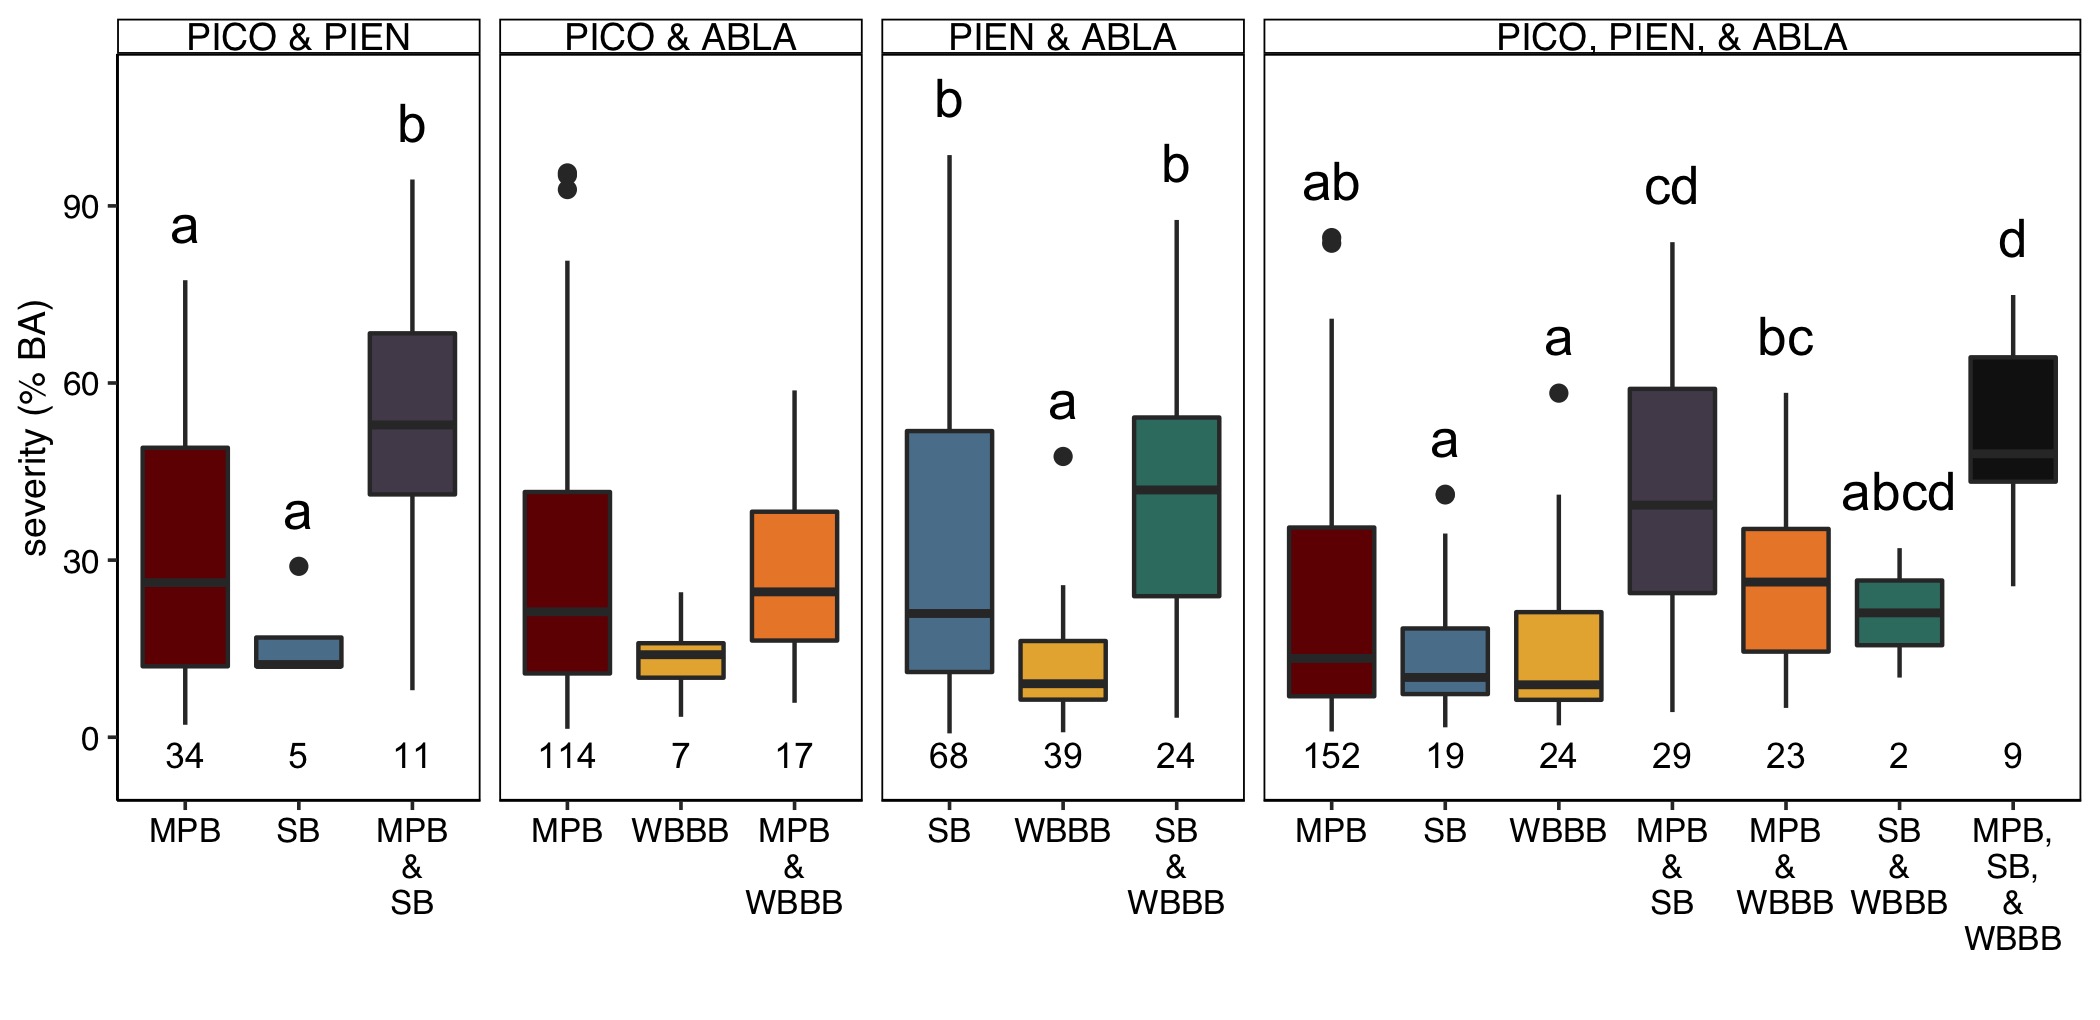 PICO & PIEN
PICO & ABLA
PIEN & ABLA
PICO, PIEN, & ABLA
severity (% BA)
90
60
30
0
a
a
b
b
a
b
ab
a
a
cd
bc
abcd
d
34
5
11
114
7
17
68
39
24
152
19
24
29
23
2
9
MPB
SB
MPB
&
SB
MPB
WBBB
MPB
&
WBBB
SB
WBBB
SB
&
WBBB
MPB
SB
WBBB
MPB
&
SB
MPB
&
WBBB
SB
&
WBBB
MPB,
SB,
&
WBBB